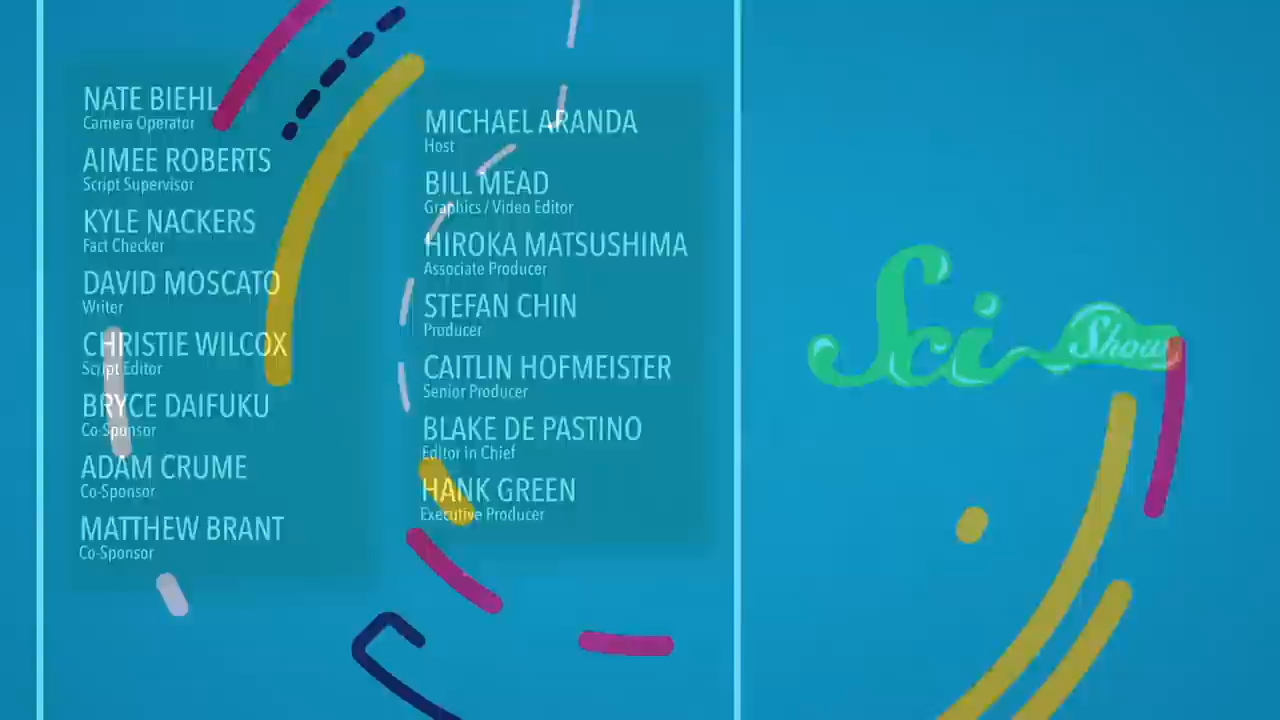 NATE BIEHL
Camera Operator
AIMEE ROBERTS
Script Supervisor
KYLE NACKERS
Fact Checker
DAVID MOSCATO
Writer
CHRISTIE WILCOX
Script Editor
BRYCE DAIFUKU
Co-Sponsor
ADAM CRUME
Co-Sponsor
MATTHEW BRANT
Co-Sponsor
MICHAEL ARANDA
Host
BILL MEAD
Graphics / Video Editor
HIROKA MATSUSHIMA
Associate Producer
STEFAN CHIN
Producer
CAITLIN HOFMEISTER
Senior Producer
BLAKE DE PASTINO
Editor in Chief
HANK GREEN
Executive Producer
Sci Show